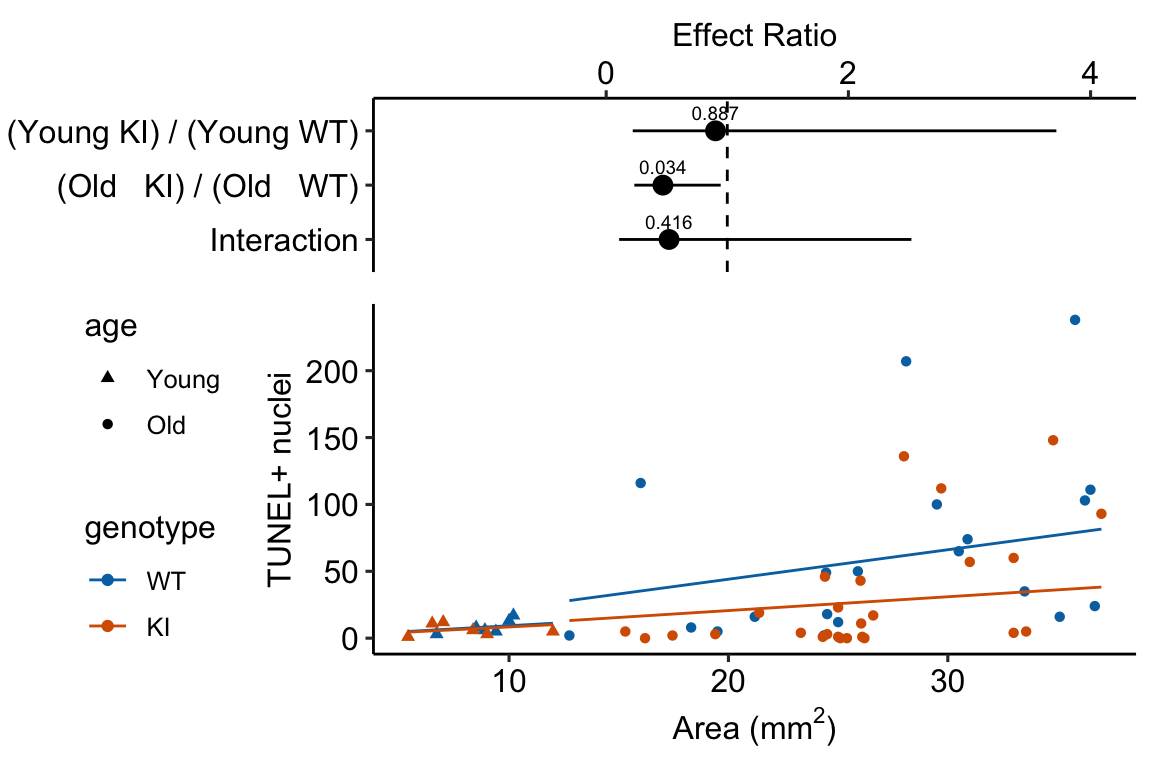 Effect Ratio
0 2 4
(Young KI) / (Young WT)
0.887
(Old KI) / (Old WT)
0.034
Interaction
0.416
age
Young
Old
genotype
WT
KI
TUNEL+ nuclei
200
150
100
50
0
10 20 30
Area (mm²)